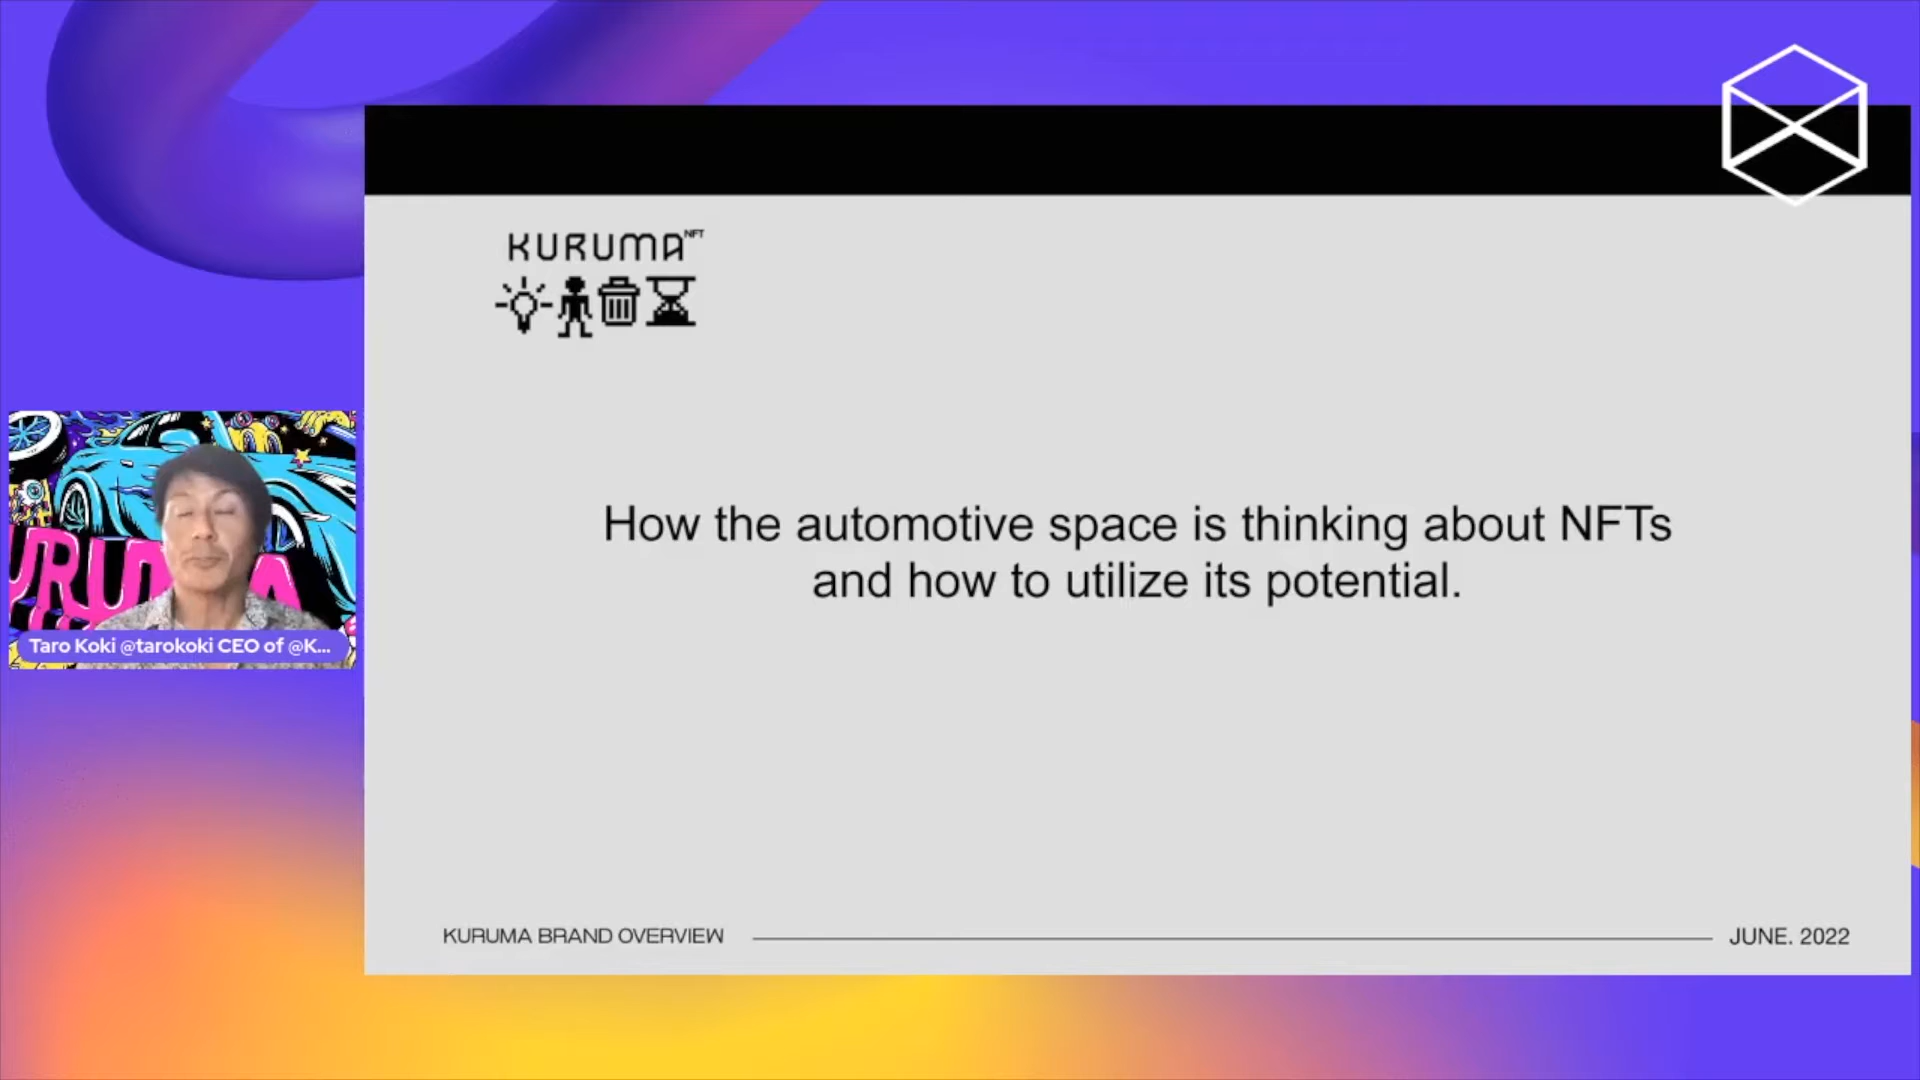 KURUMA NFT
How the automotive space is thinking about NFTs
and how to utilize its potential.
Taro Koki @tarokoki CEO of @K...
KURUMA BRAND OVERVIEW
JUNE. 2022